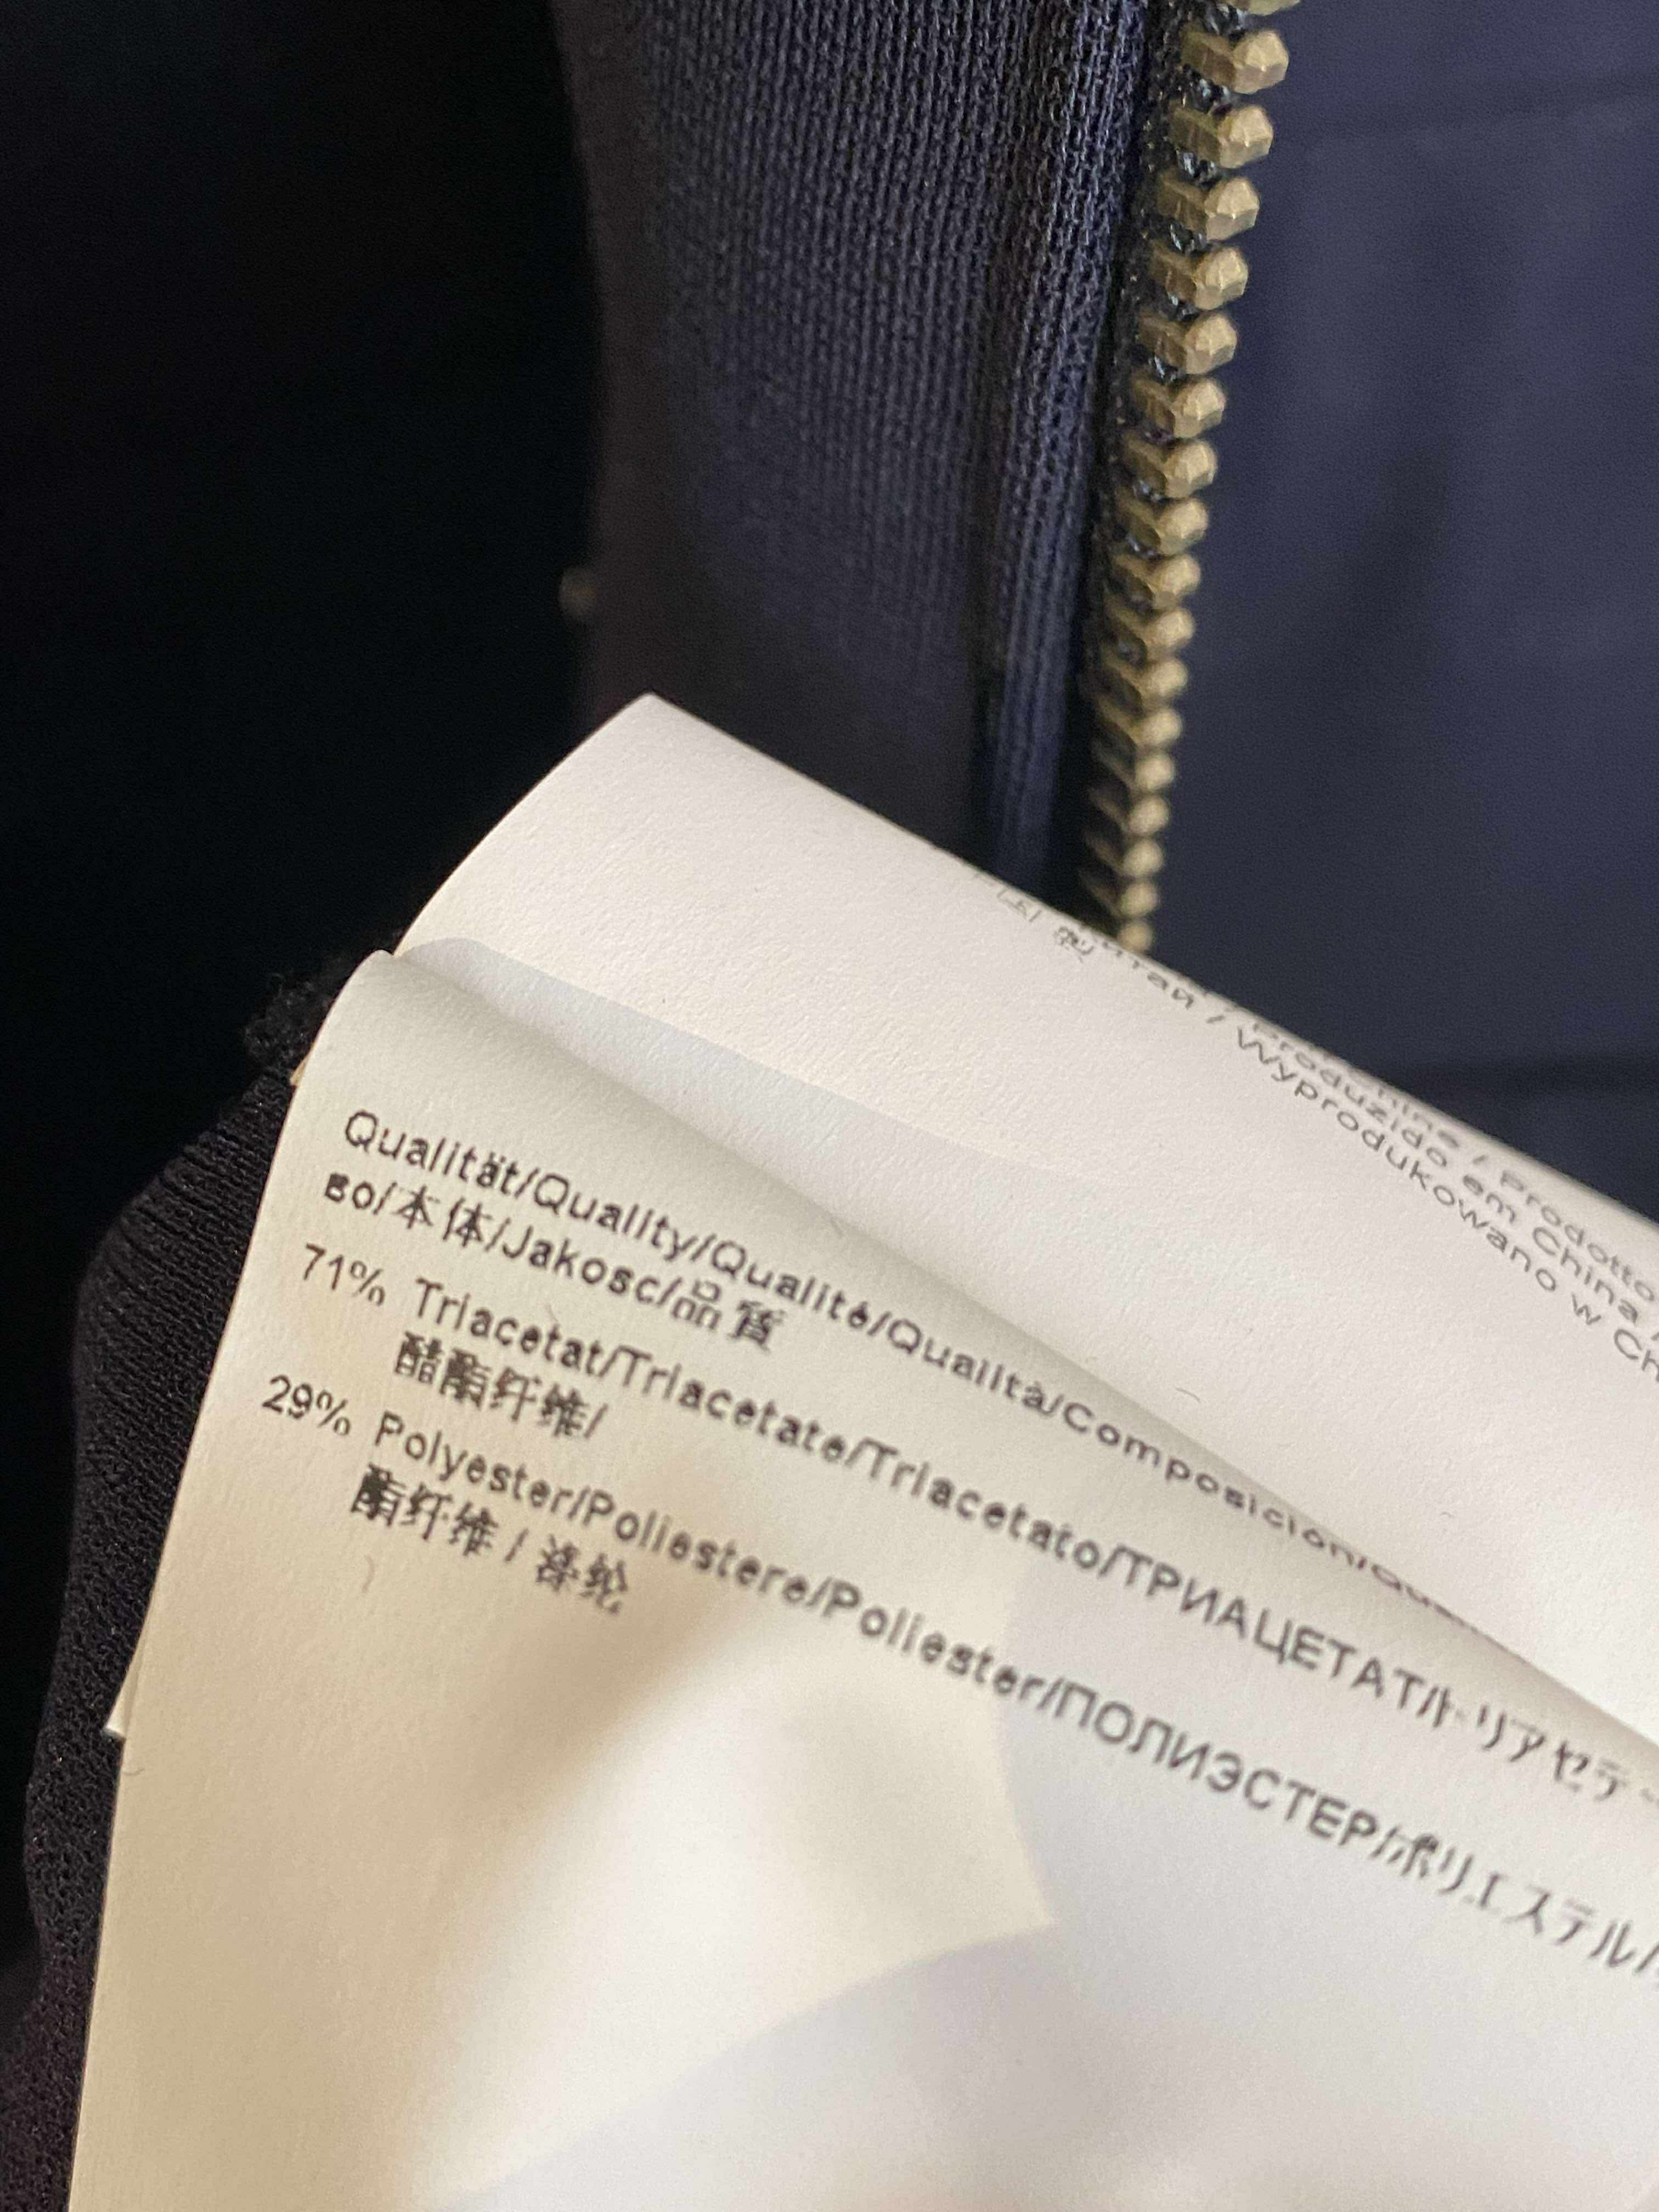 Produzido em China /
Wyprodukowano w Ch
Qualität/Quality/Qualité/Qualità/Composición/
во/本体/Jakosc/品質
71% Triacetat/Triacetate/Triacetato/ТРИАЦЕТАТ/トリアセテー
醋酯纤维/
29% Polyester/Poliestere/Poliester/ПОЛИЭСТЕР/ポリエステル/
酯纤维 / 涤纶